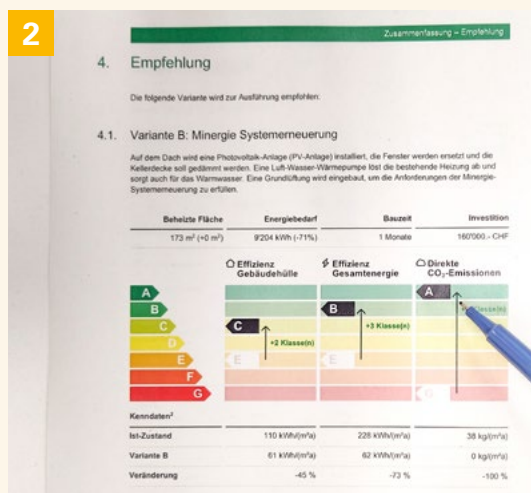 2
Zusammenfassung – Empfehlung
4. Empfehlung
Die folgende Variante wird zur Ausführung empfohlen:
4.1. Variante B: Minergie Systemerneuerung
Auf dem Dach wird eine Photovoltaik-Anlage (PV-Anlage) installiert, die Fenster werden ersetzt und die
Kellerdecke soll gedämmt werden. Eine Luft-Wasser-Wärmepumpe löst die bestehende Heizung ab und
sorgt auch für das Warmwasser. Eine Grundlüftung wird eingebaut, um die Anforderungen der Minergie-
Systemerneuerung zu erfüllen.
Beheizte Fläche Energiebedarf Bauzeit Investition
173 m² (+0 m²) 9'204 kWh (-71%) 1 Monate 160'000.- CHF
Effizienz Effizienz Direkte
Gebäudehülle Gesamtenergie CO₂-Emissionen
A A
B B Klasse(n)
C C +3 Klasse(n)
D +2 Klasse(n)
E E E
F
G G
Kenndaten²
Ist-Zustand 110 kWh/(m²a) 228 kWh/(m²a) 38 kg/(m²a)
Variante B 61 kWh/(m²a) 62 kWh/(m²a) 0 kg/(m²a)
Veränderung -45 % -73 % -100 %